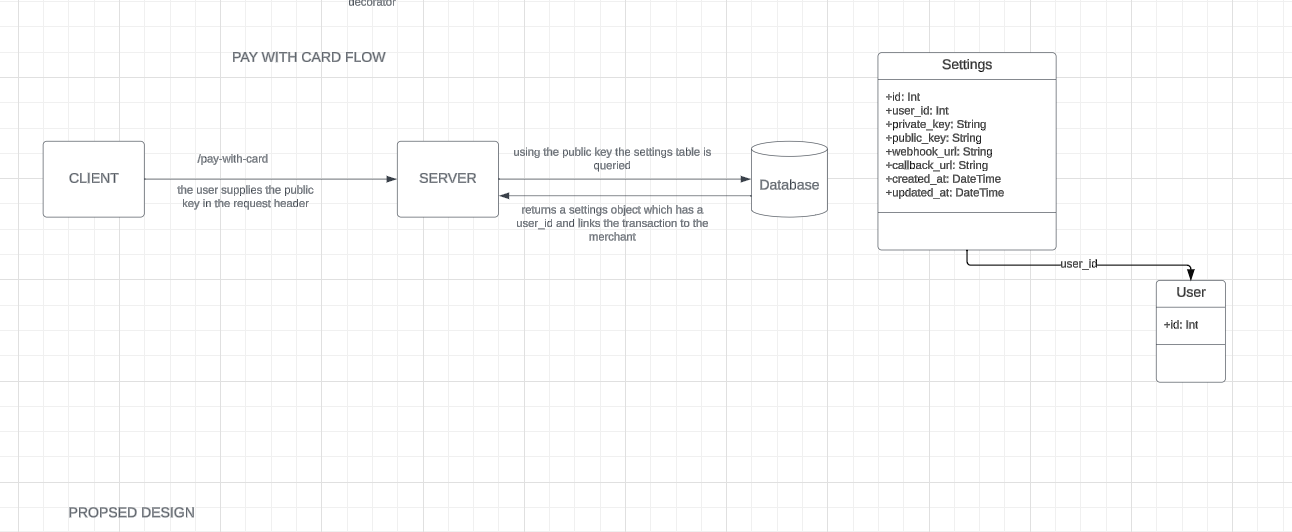 decorator
PAY WITH CARD FLOW
CLIENT
/pay-with-card
the user supplies the public
key in the request header
SERVER
using the public key the settings table is
queried
returns a settings object which has a
user_id and links the transaction to the
merchant
Database
Settings
+id: Int
+user_id: Int
+private_key: String
+public_key: String
+webhook_url: String
+callback_url: String
+created_at: DateTime
+updated_at: DateTime
user_id
User
+id: Int
PROPSED DESIGN